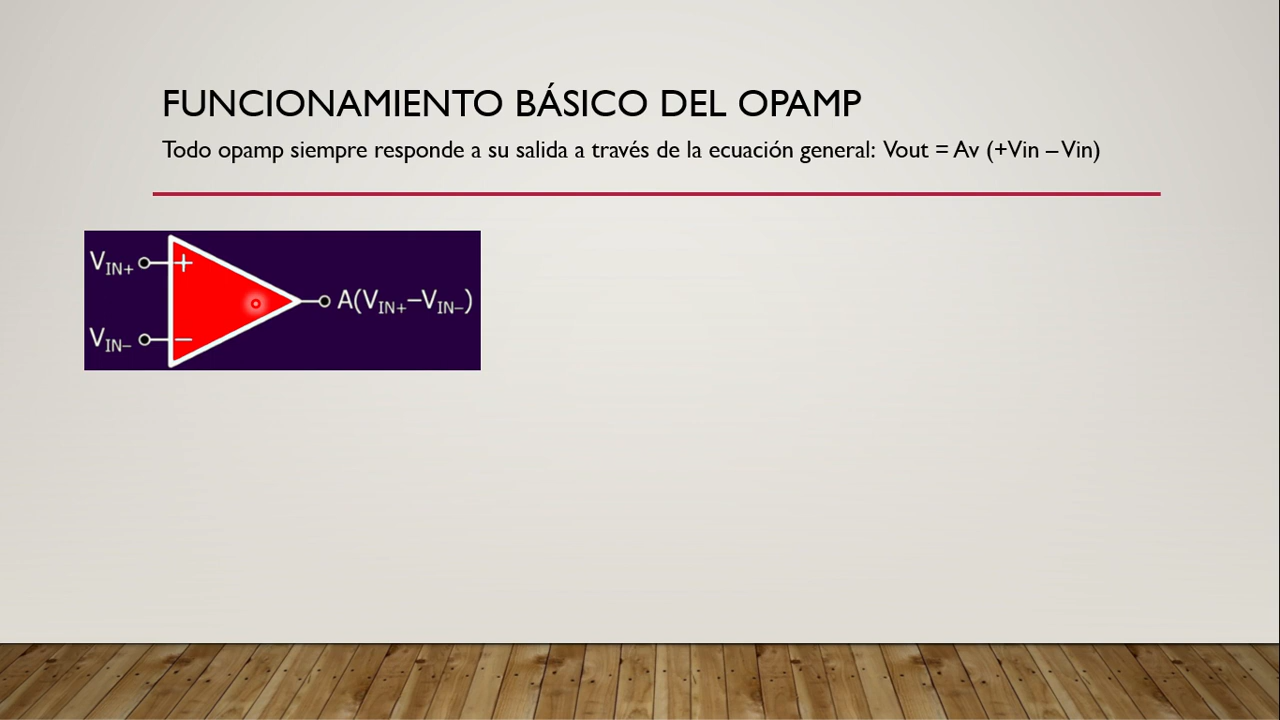 FUNCIONAMIENTO BÁSICO DEL OPAMP
Todo opamp siempre responde a su salida a través de la ecuación general: Vout = Av (+Vin – Vin)
VIN+
+
A(VIN+–VIN–)
VIN–
–